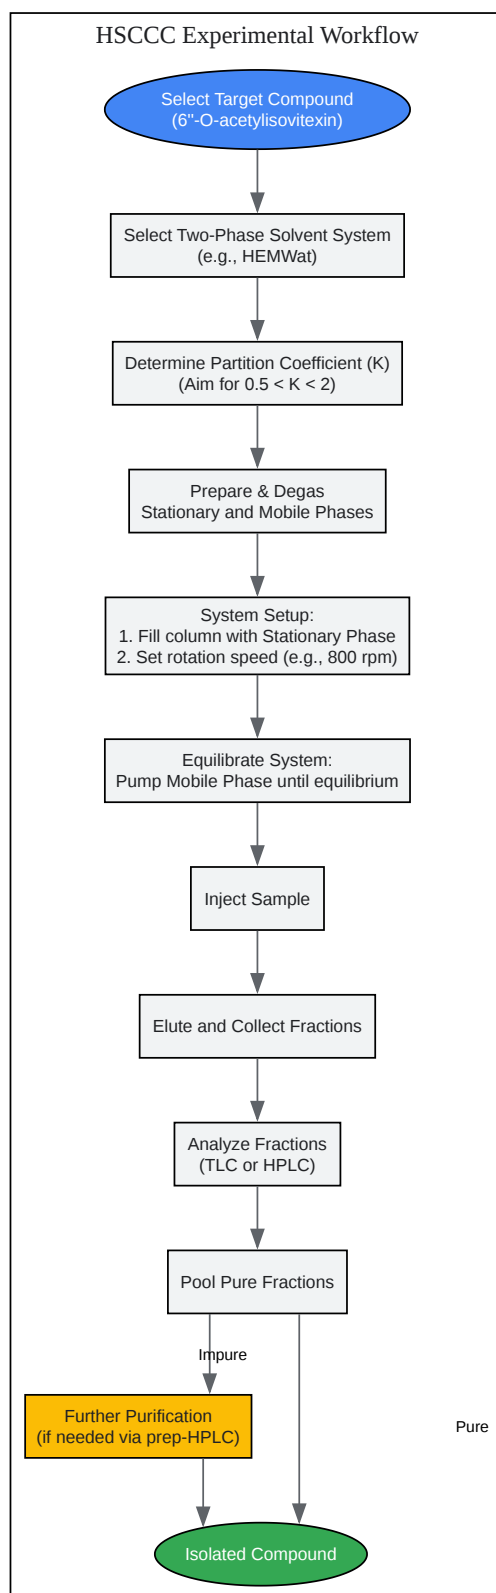 HSCCC Experimental Workflow
Select Target Compound
(6''-O-acetylisovitexin)
Select Two-Phase Solvent System
(e.g., HEMWat)
Determine Partition Coefficient (K)
(Aim for 0.5 < K < 2)
Prepare & Degas
Stationary and Mobile Phases
System Setup:
1. Fill column with Stationary Phase
2. Set rotation speed (e.g., 800 rpm)
Equilibrate System:
Pump Mobile Phase until equilibrium
Inject Sample
Elute and Collect Fractions
Analyze Fractions
(TLC or HPLC)
Pool Pure Fractions
Impure
Further Purification
(if needed via prep-HPLC)
Pure
Isolated Compound